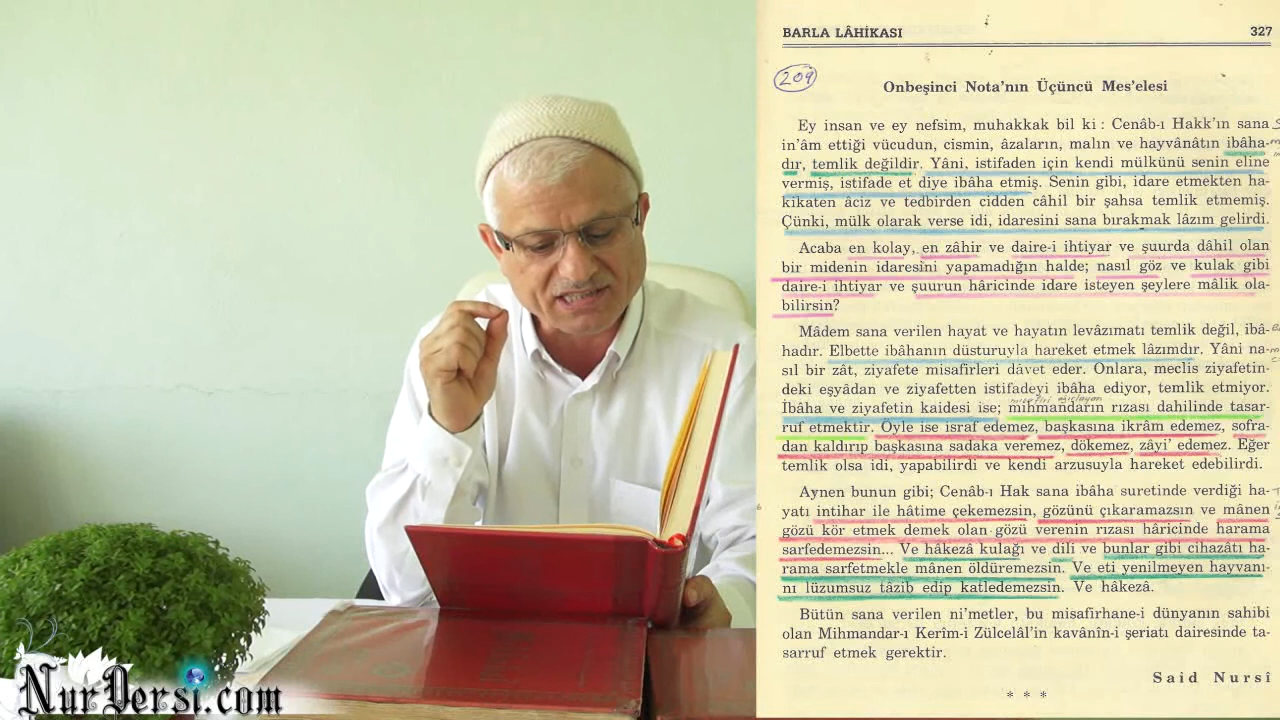 BARLA LÂHİKASI 327
209
Onbeşinci Nota'nın Üçüncü Mes'elesi
Ey insan ve ey nefsim, muhakkak bil ki : Cenâb-ı Hakk'ın sana
in'âm ettiği vücudun, cismin, âzaların, malın ve hayvânâtın ibâha-
dır, temlik değildir. Yâni, istifaden için kendi mülkünü senin eline
vermiş, istifade et diye ibâha etmiş. Senin gibi, idare etmekten ha-
kikaten âciz ve tedbirden cidden câhil bir şahsa temlik etmemiş.
Çünki, mülk olarak verse idi, idaresini sana bırakmak lâzım gelirdi.
Acaba en kolay, en zâhir ve daire-i ihtiyar ve şuurda dâhil olan
bir midenin idaresini yapamadığın halde; nasıl göz ve kulak gibi
daire-i ihtiyar ve şuurun hâricinde idare isteyen şeylere mâlik ola-
bilirsin?
Mâdem sana verilen hayat ve hayatın levâzımatı temlik değil, ibâ-
hadır. Elbette ibâhanın düsturuyla hareket etmek lâzımdır. Yâni na-
sıl bir zât, ziyafete misafirleri dâvet eder. Onlara, meclis ziyafetin-
deki eşyâdan ve ziyafetten istifadeyi ibâha ediyor, temlik etmiyor.
İbâha ve ziyafetin kaidesi ise; mihmandarın rızası dahilinde tasar-
ruf etmektir. Öyle ise israf edemez, başkasına ikrâm edemez, sofra-
dan kaldırıp başkasına sadaka veremez, dökemez, zâyi' edemez. Eğer
temlik olsa idi, yapabilirdi ve kendi arzusuyla hareket edebilirdi.
Aynen bunun gibi; Cenâb-ı Hak sana ibâha suretinde verdiği ha-
yatı intihar ile hâtime çekemezsin, gözünü çıkaramazsın ve mânen
gözü kör etmek demek olan gözü verenin rızası hâricinde harama
sarfedemezsin... Ve hâkezâ kulağı ve dili ve bunlar gibi cihazâtı ha-
rama sarfetmekle mânen öldüremezsin. Ve eti yenilmeyen hayvanı-
nı lüzumsuz tâzib edip katledemezsin. Ve hâkezâ.
Bütün sana verilen ni'metler, bu misafirhane-i dünyanın sahibi
olan Mihmandar-ı Kerîm-i Zülcelâl'in kavânîn-i şeriatı dairesinde ta-
sarruf etmek gerektir.
Said Nursî
* * *
NurDersi.com